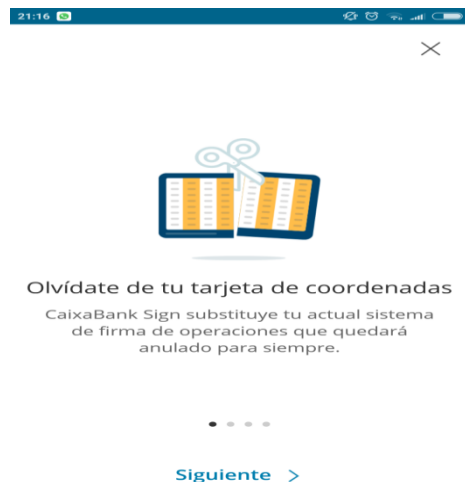 21:16
Olvídate de tu tarjeta de coordenadas
CaixaBank Sign substituye tu actual sistema
de firma de operaciones que quedará
anulado para siempre.
Siguiente >